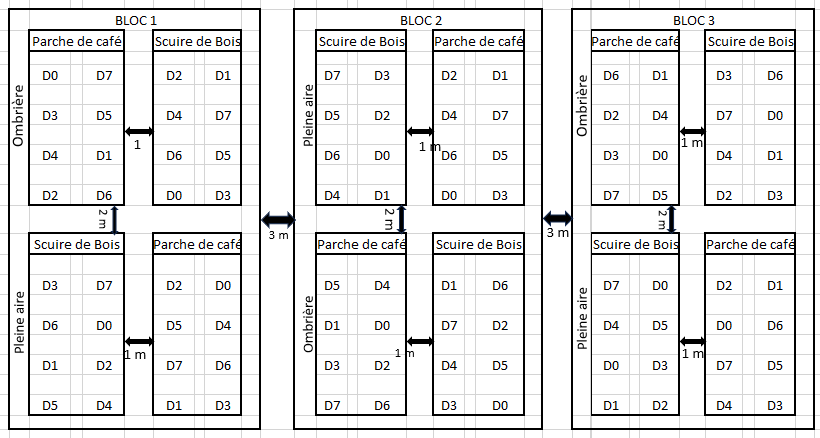 BLOC 1
Parche de café Scuire de Bois
Ombrière
D0 D7 D2 D1
D3 D5 D4 D7
1
D4 D1 D6 D5
D2 D6 D0 D3
2 m
Scuire de Bois Parche de café
Pleine aire
D3 D7 D2 D0
D6 D0 D5 D4
1 m
D1 D2 D7 D6
D5 D4 D1 D3
3 m
BLOC 2
Scuire de Bois Parche de café
Pleine aire
D7 D3 D2 D1
D5 D2 D4 D7
1 m
D6 D0 D6 D5
D4 D1 D0 D3
2 m
Parche de café Scuire de Bois
Ombrière
D5 D4 D1 D6
D1 D0 D7 D2
1 m
D3 D2 D4 D5
D7 D6 D3 D0
3 m
BLOC 3
Parche de café Scuire de Bois
Ombrière
D6 D1 D3 D6
D2 D4 D7 D0
1 m
D3 D0 D4 D1
D7 D5 D2 D3
2 m
Scuire de Bois Parche de café
Pleine aire
D7 D0 D2 D1
D4 D5 D0 D6
1 m
D0 D3 D7 D5
D1 D2 D4 D3